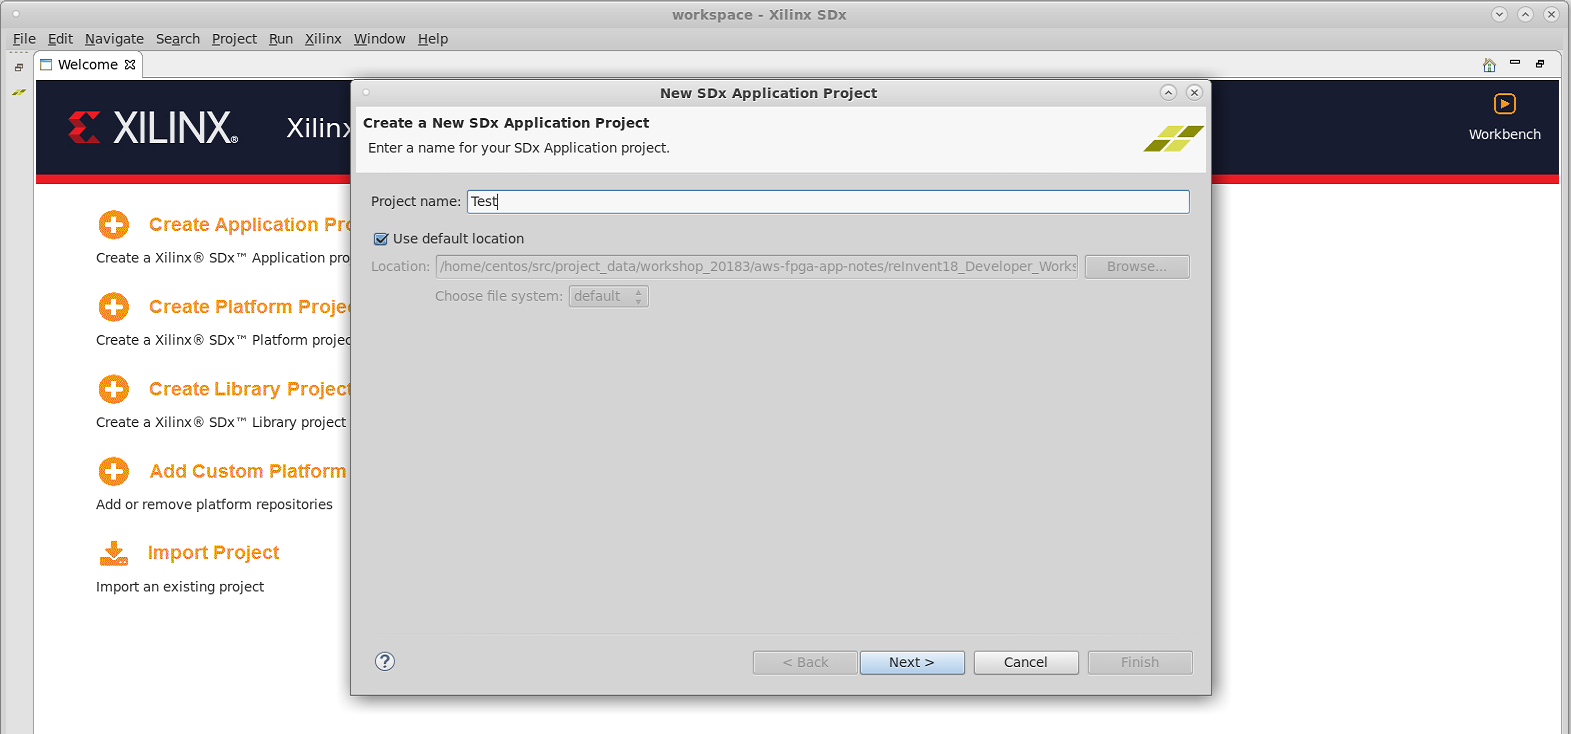 workspace - Xilinx SDx
File Edit Navigate Search Project Run Xilinx Window Help
Welcome
XILINX® Xilinx
Workbench
New SDx Application Project
Create a New SDx Application Project
Enter a name for your SDx Application project.
Project name: Test
Use default location
Location: /home/centos/src/project_data/workshop_20183/aws-fpga-app-notes/reInvent18_Developer_Works Browse...
Choose file system: default
Create Application Pro
Create a Xilinx® SDx™ Application pro
Create Platform Projec
Create a Xilinx® SDx™ Platform projec
Create Library Project
Create a Xilinx® SDx™ Library project
Add Custom Platform
Add or remove platform repositories
Import Project
Import an existing project
?
< Back Next > Cancel Finish